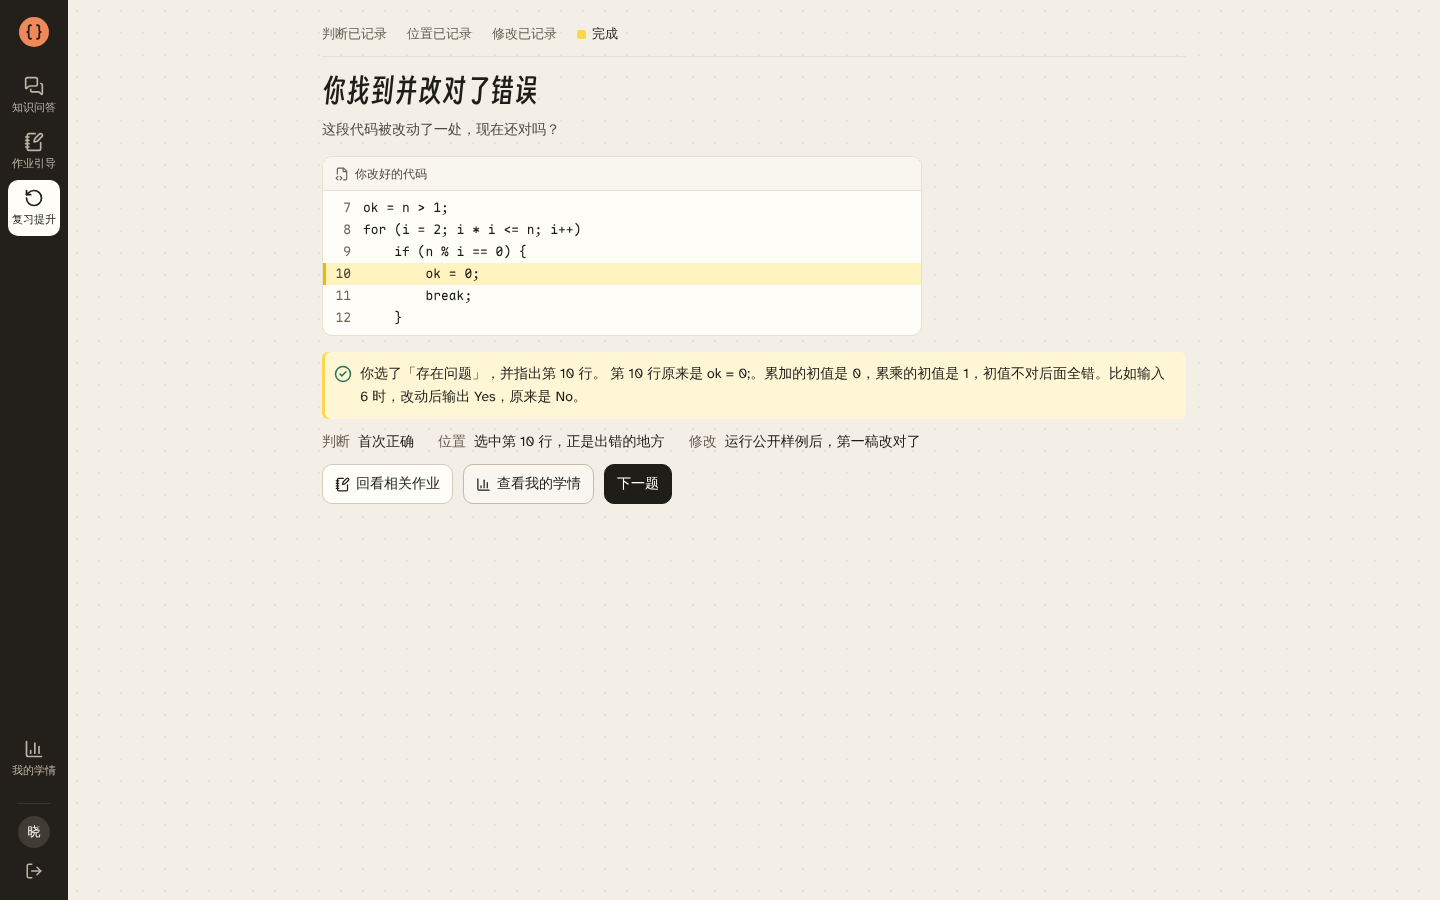 { }
知识问答
作业引导
复习提升
我的学情
晓
判断已记录 位置已记录 修改已记录 完成
你找到并改对了错误
这段代码被改动了一处，现在还对吗？
你改好的代码
7 ok = n > 1;
8 for (i = 2; i * i <= n; i++)
9     if (n % i == 0) {
10         ok = 0;
11         break;
12     }
你选了「存在问题」，并指出第 10 行。 第 10 行原来是 ok = 0;。累加的初值是 0，累乘的初值是 1，初值不对后面全错。比如输入
6 时，改动后输出 Yes，原来是 No。
判断 首次正确 位置 选中第 10 行，正是出错的地方 修改 运行公开样例后，第一稿改对了
回看相关作业 查看我的学情 下一题